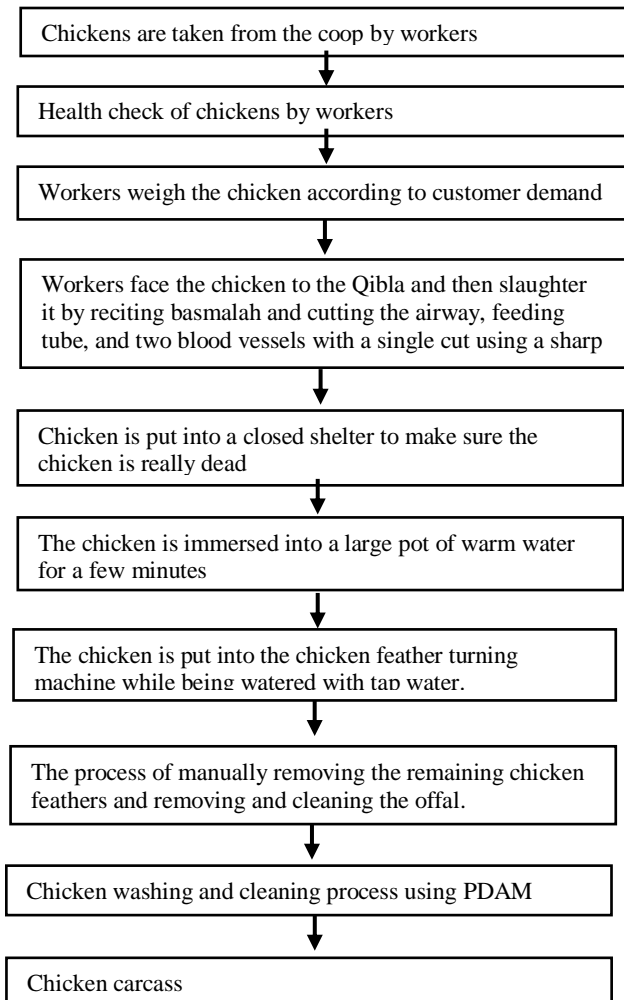 Chickens are taken from the coop by workers
Health check of chickens by workers
Workers weigh the chicken according to customer demand
Workers face the chicken to the Qibla and then slaughter
it by reciting basmalah and cutting the airway, feeding
tube, and two blood vessels with a single cut using a sharp
Chicken is put into a closed shelter to make sure the
chicken is really dead
The chicken is immersed into a large pot of warm water
for a few minutes
The chicken is put into the chicken feather turning
machine while being watered with tap water.
The process of manually removing the remaining chicken
feathers and removing and cleaning the offal.
Chicken washing and cleaning process using PDAM
Chicken carcass